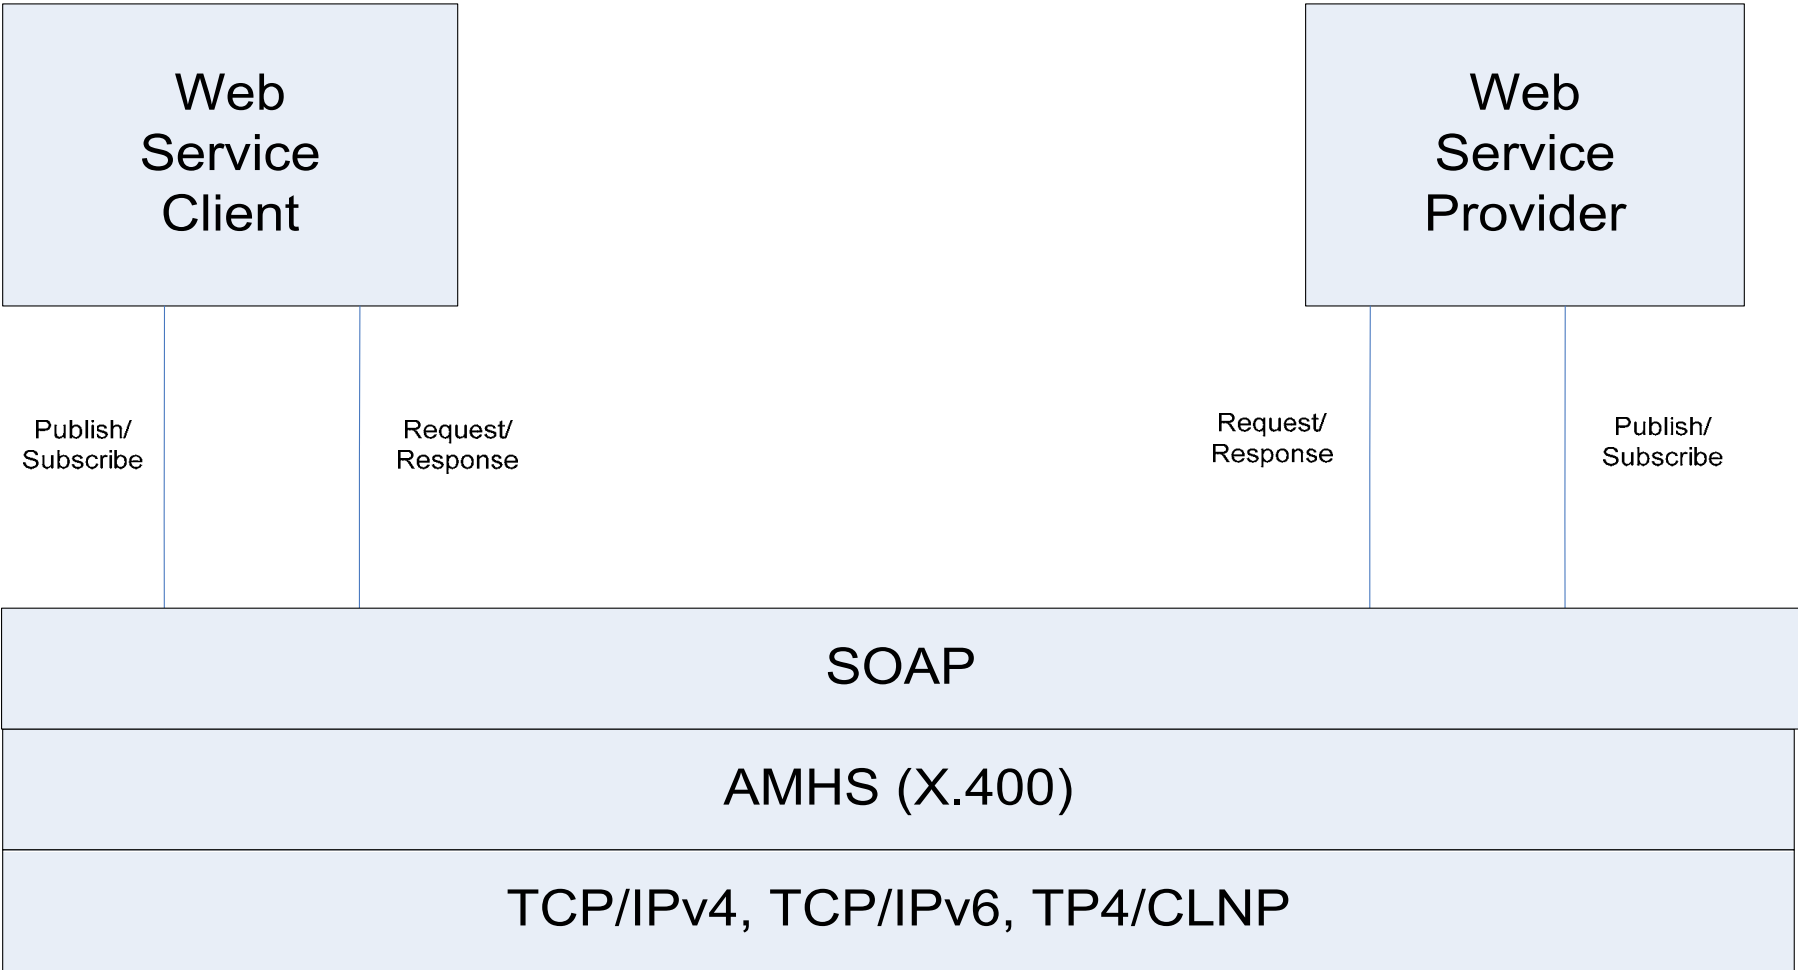 Web
Service
Client
Web
Service
Provider
Publish/
Subscribe
Request/
Response
Request/
Response
Publish/
Subscribe
SOAP
AMHS (X.400)
TCP/IPv4, TCP/IPv6, TP4/CLNP